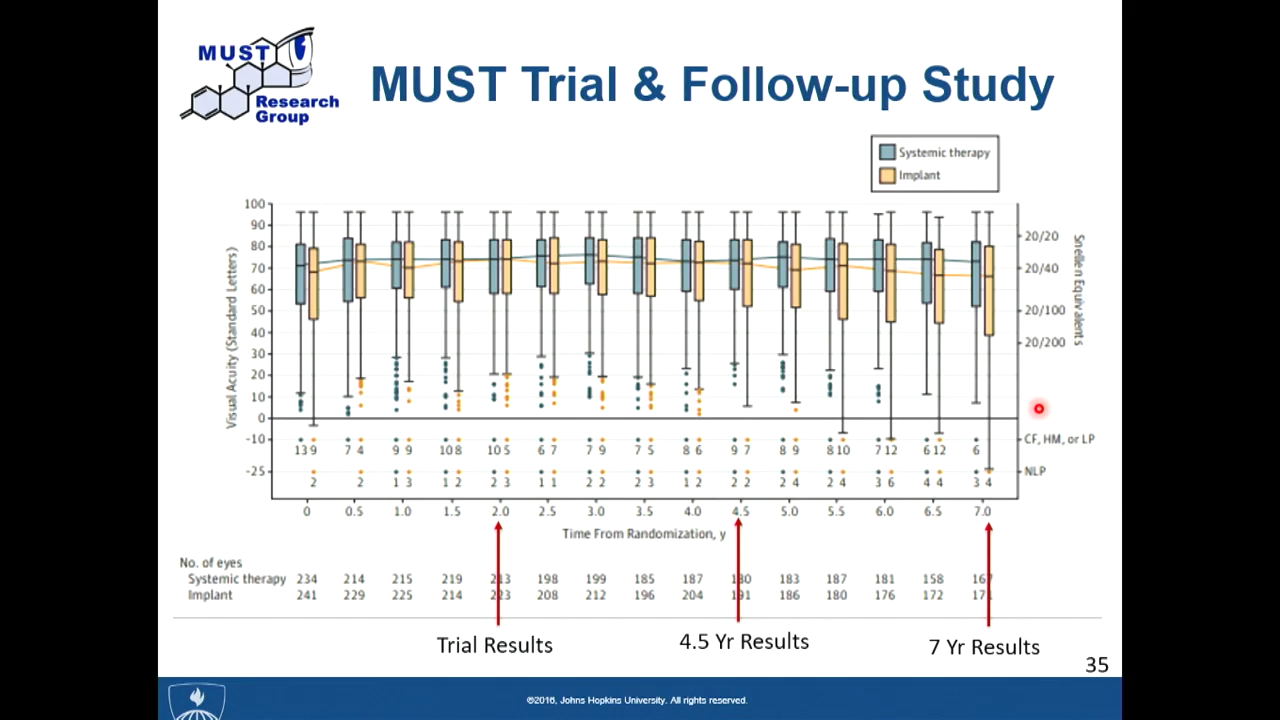 MUST
Research
Group
MUST Trial & Follow-up Study
Systemic therapy
Implant
Visual Acuity (Standard Letters)
100
90
80
70
60
50
40
30
20
10
0
-10
-25
20/20
20/40
20/100
20/200
CF, HM, or LP
NLP
Snellen Equivalents
13 9 7 4 9 9 10 8 10 5 6 7 7 9 7 5 8 6 9 7 8 9 8 10 7 12 6 12 6
2 2 1 3 1 2 2 3 1 1 2 2 2 3 1 2 2 2 2 4 2 4 3 6 4 4 3 4
0 0.5 1.0 1.5 2.0 2.5 3.0 3.5 4.0 4.5 5.0 5.5 6.0 6.5 7.0
Time From Randomization, y
No. of eyes
Systemic therapy 234 214 215 219 213 198 199 185 187 180 183 187 181 158 167
Implant 241 229 225 214 223 208 212 196 204 191 186 180 176 172 171
Trial Results
4.5 Yr Results
7 Yr Results
35
©2016, Johns Hopkins University. All rights reserved.